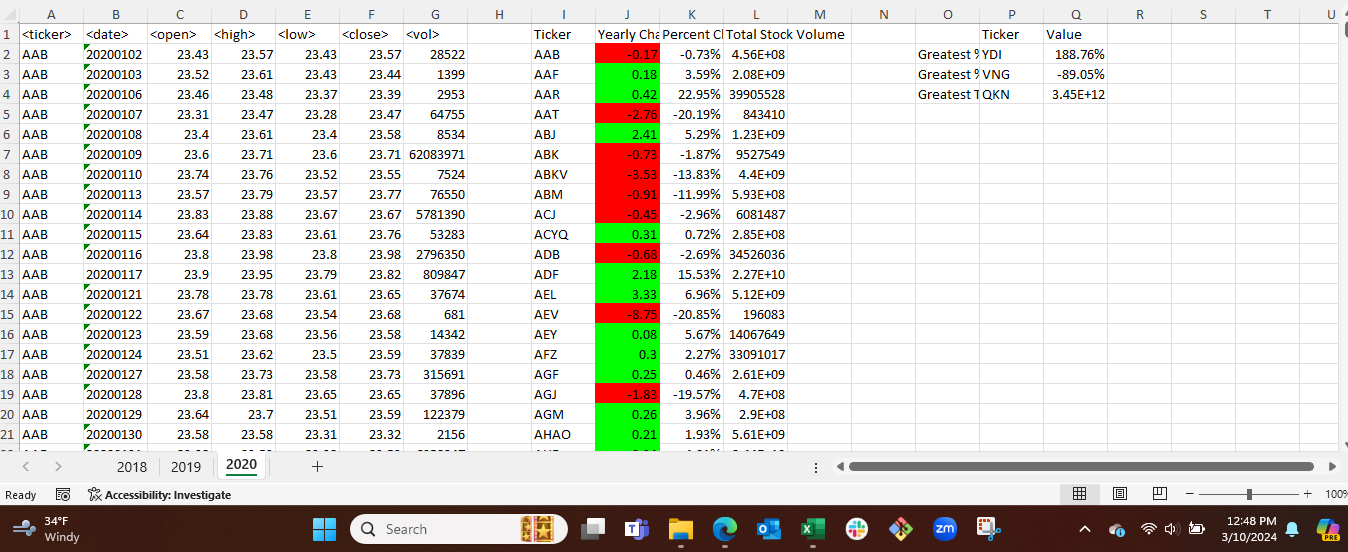 A B C D E F G H I J K L M N O P Q R S T U
1 <ticker> <date> <open> <high> <low> <close> <vol> Ticker Yearly Cha Percent Cl Total Stock Volume Ticker Value
2 AAB 20200102 23.43 23.57 23.43 23.57 28522 AAB -0.17 -0.73% 4.56E+08 Greatest % YDI 188.76%
3 AAB 20200103 23.52 23.61 23.43 23.44 1399 AAF 0.18 3.59% 2.08E+09 Greatest % VNG -89.05%
4 AAB 20200106 23.46 23.48 23.37 23.39 2953 AAR 0.42 22.95% 39905528 Greatest T QKN 3.45E+12
5 AAB 20200107 23.31 23.47 23.28 23.47 64755 AAT -2.76 -20.19% 843410
6 AAB 20200108 23.4 23.61 23.4 23.58 8534 ABJ 2.41 5.29% 1.23E+09
7 AAB 20200109 23.6 23.71 23.6 23.71 62083971 ABK -0.73 -1.87% 9527549
8 AAB 20200110 23.74 23.76 23.52 23.55 7524 ABKV -3.53 -13.83% 4.4E+09
9 AAB 20200113 23.57 23.79 23.57 23.77 76550 ABM -0.91 -11.99% 5.93E+08
10 AAB 20200114 23.83 23.88 23.67 23.67 5781390 ACJ -0.45 -2.96% 6081487
11 AAB 20200115 23.64 23.83 23.61 23.76 53283 ACYQ 0.31 0.72% 2.85E+08
12 AAB 20200116 23.8 23.98 23.8 23.98 2796350 ADB -0.68 -2.69% 34526036
13 AAB 20200117 23.9 23.95 23.79 23.82 809847 ADF 2.18 15.53% 2.27E+10
14 AAB 20200121 23.78 23.78 23.61 23.65 37674 AEL 3.33 6.96% 5.12E+09
15 AAB 20200122 23.67 23.68 23.54 23.68 681 AEV -8.75 -20.85% 196083
16 AAB 20200123 23.59 23.68 23.56 23.58 14342 AEY 0.08 5.67% 14067649
17 AAB 20200124 23.51 23.62 23.5 23.59 37839 AFZ 0.3 2.27% 33091017
18 AAB 20200127 23.58 23.73 23.58 23.73 315691 AGF 0.25 0.46% 2.61E+09
19 AAB 20200128 23.8 23.81 23.65 23.65 37896 AGJ -1.83 -19.57% 4.7E+08
20 AAB 20200129 23.64 23.7 23.51 23.59 122379 AGM 0.26 3.96% 2.9E+08
21 AAB 20200130 23.58 23.58 23.31 23.32 2156 AHAO 0.21 1.93% 5.61E+09
2018 2019 2020
Ready Accessibility: Investigate 100%
34°F
Windy
Search
zm
PRE
12:48 PM
3/10/2024